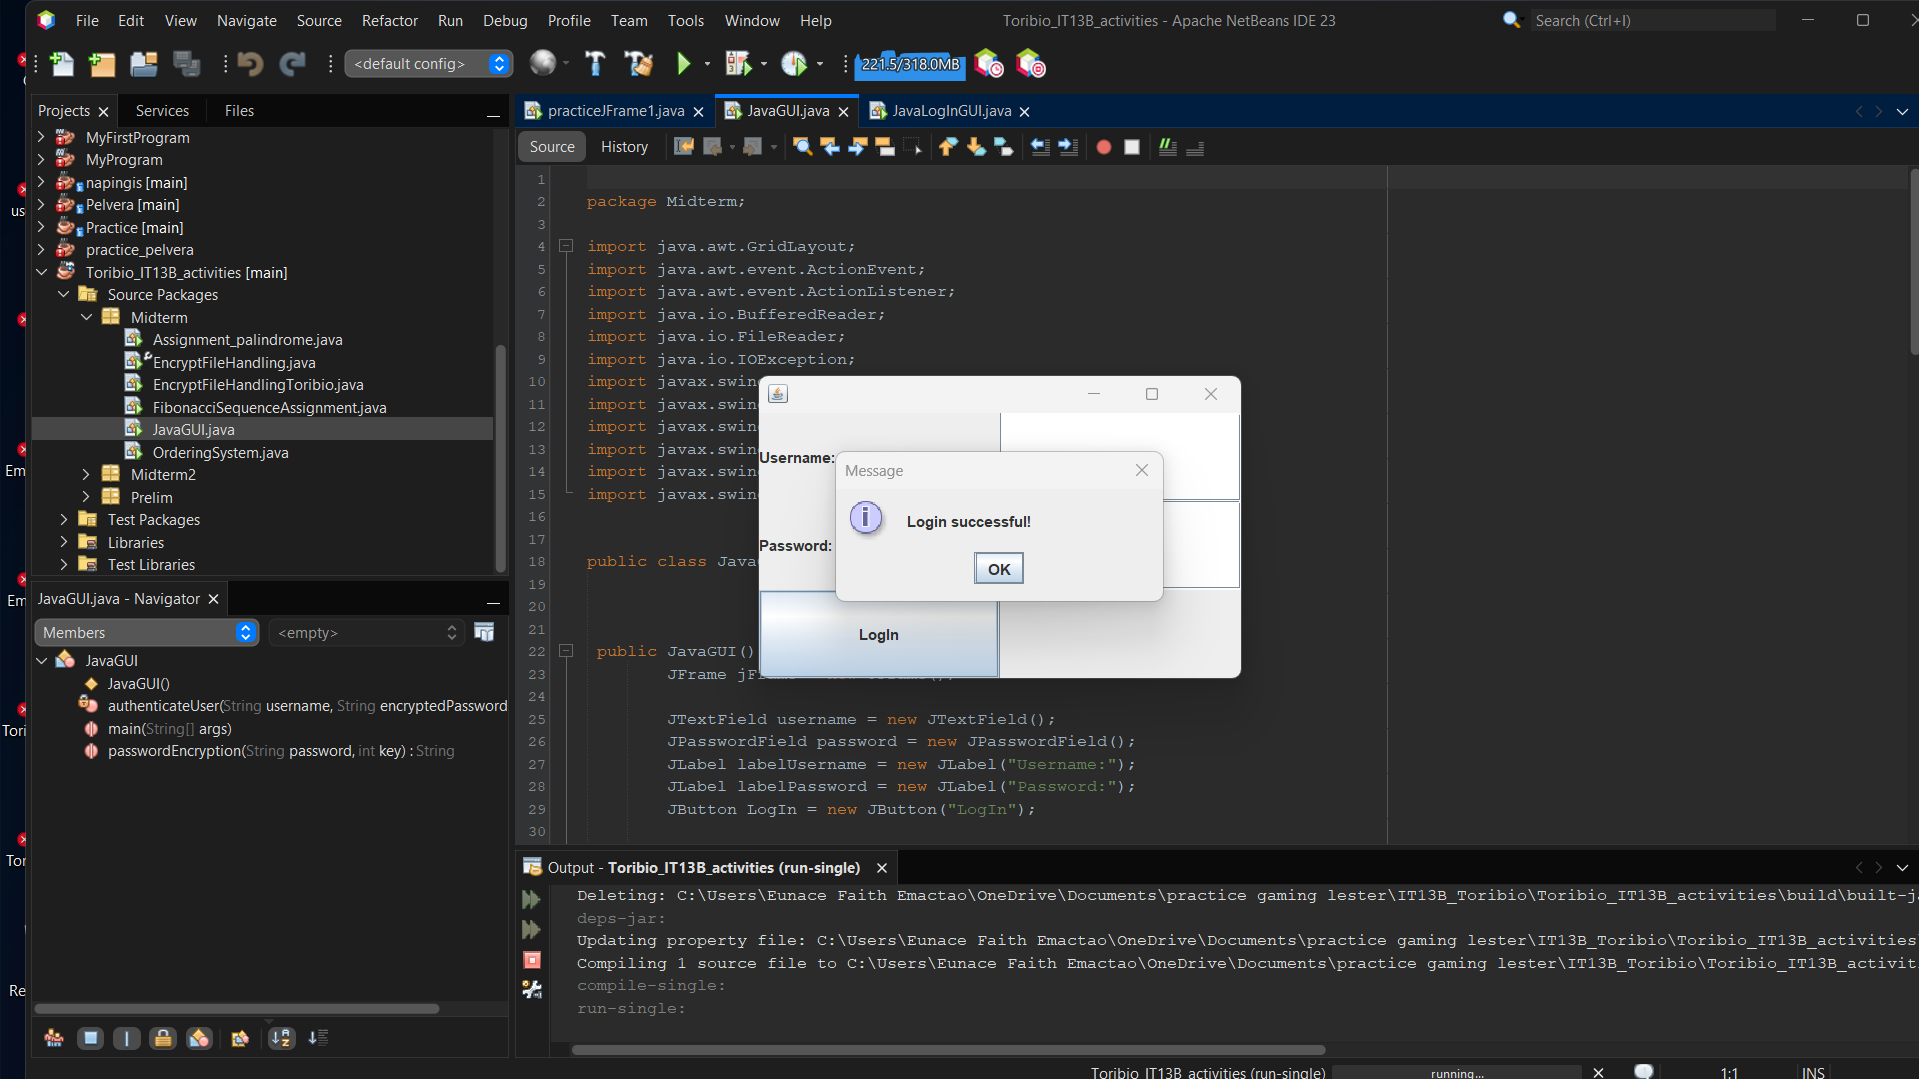 File Edit View Navigate Source Refactor Run Debug Profile Team Tools Window Help
Toribio_IT13B_activities - Apache NetBeans IDE 23
Search (Ctrl+I)
<default config>
221.5/318.0MB
Projects Services Files
MyFirstProgram
MyProgram
napingis [main]
Pelvera [main]
Practice [main]
practice_pelvera
Toribio_IT13B_activities [main]
Source Packages
Midterm
Assignment_palindrome.java
EncryptFileHandling.java
EncryptFileHandlingToribio.java
FibonacciSequenceAssignment.java
JavaGUI.java
OrderingSystem.java
Midterm2
Prelim
Test Packages
Libraries
Test Libraries
JavaGUI.java - Navigator
Members
<empty>
JavaGUI
JavaGUI()
authenticateUser(String username, String encryptedPassword
main(String[] args)
passwordEncryption(String password, int key) : String
practiceJFrame1.java JavaGUI.java JavaLogInGUI.java
Source History
1
2 package Midterm;
3
4 import java.awt.GridLayout;
5 import java.awt.event.ActionEvent;
6 import java.awt.event.ActionListener;
7 import java.io.BufferedReader;
8 import java.io.FileReader;
9 import java.io.IOException;
10 import javax.swin
11 import javax.swin
12 import javax.swin
13 import javax.swin
14 import javax.swin
15 import javax.swin
16
17
18 public class Java
19
20
21
22 public JavaGUI()
23 JFrame jF
24
25 JTextField username = new JTextField();
26 JPasswordField password = new JPasswordField();
27 JLabel labelUsername = new JLabel("Username:");
28 JLabel labelPassword = new JLabel("Password:");
29 JButton LogIn = new JButton("LogIn");
30
Username:
Password:
LogIn
Message
Login successful!
OK
Output - Toribio_IT13B_activities (run-single)
Deleting: C:\Users\Eunace Faith Emactao\OneDrive\Documents\practice gaming lester\IT13B_Toribio\Toribio_IT13B_activities\build\built-j
deps-jar:
Updating property file: C:\Users\Eunace Faith Emactao\OneDrive\Documents\practice gaming lester\IT13B_Toribio\Toribio_IT13B_activities
Compiling 1 source file to C:\Users\Eunace Faith Emactao\OneDrive\Documents\practice gaming lester\IT13B_Toribio\Toribio_IT13B_activit
compile-single:
run-single:
Toribio_IT13B_activities (run-single)
running...
1:1
INS
us
Em
Em
Tori
Tor
Re